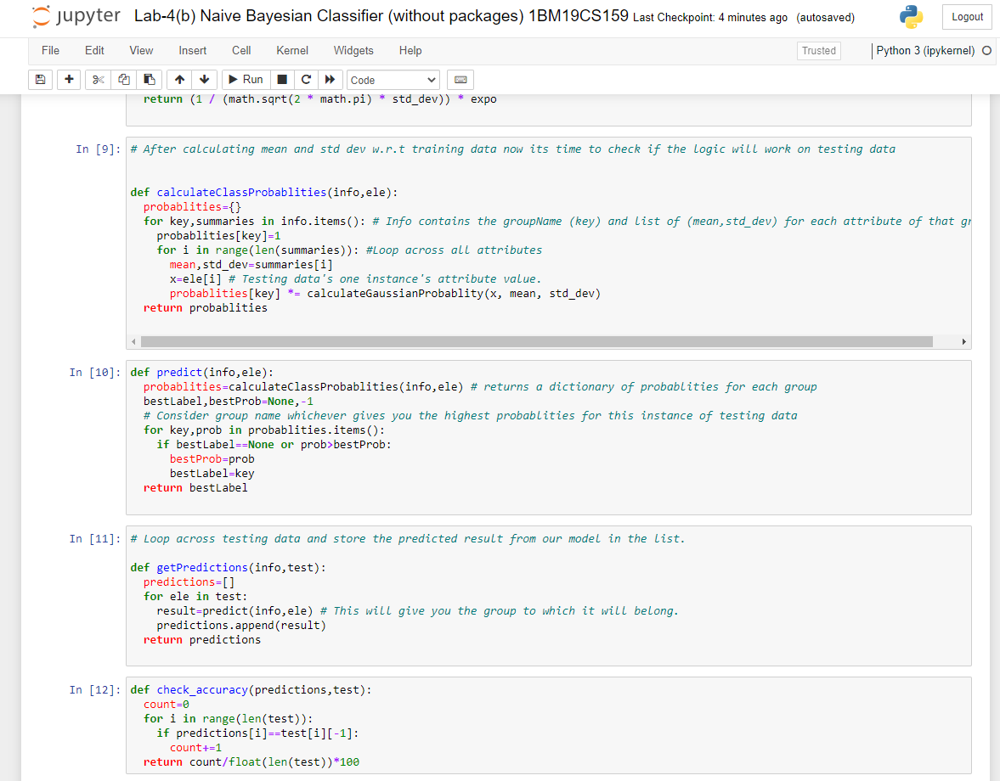 jupyter Lab-4(b) Naive Bayesian Classifier (without packages) 1BM19CS159 Last Checkpoint: 4 minutes ago (autosaved)
Logout
File Edit View Insert Cell Kernel Widgets Help
Trusted
Python 3 (ipykernel)
Run
Code
return (1 / (math.sqrt(2 * math.pi) * std_dev)) * expo
In [9]: # After calculating mean and std dev w.r.t training data now its time to check if the logic will work on testing data
def calculateClassProbablities(info,ele):
probablities={}
for key,summaries in info.items(): # Info contains the groupName (key) and list of (mean,std_dev) for each attribute of that gr
probablities[key]=1
for i in range(len(summaries)): #Loop across all attributes
mean,std_dev=summaries[i]
x=ele[i] # Testing data's one instance's attribute value.
probablities[key] *= calculateGaussianProbablity(x, mean, std_dev)
return probablities
In [10]: def predict(info,ele):
probablities=calculateClassProbablities(info,ele) # returns a dictionary of probablities for each group
bestLabel,bestProb=None,-1
# Consider group name whichever gives you the highest probablities for this instance of testing data
for key,prob in probablities.items():
if bestLabel==None or prob>bestProb:
bestProb=prob
bestLabel=key
return bestLabel
In [11]: # Loop across testing data and store the predicted result from our model in the list.
def getPredictions(info,test):
predictions=[]
for ele in test:
result=predict(info,ele) # This will give you the group to which it will belong.
predictions.append(result)
return predictions
In [12]: def check_accuracy(predictions,test):
count=0
for i in range(len(test)):
if predictions[i]==test[i][-1]:
count+=1
return count/float(len(test))*100